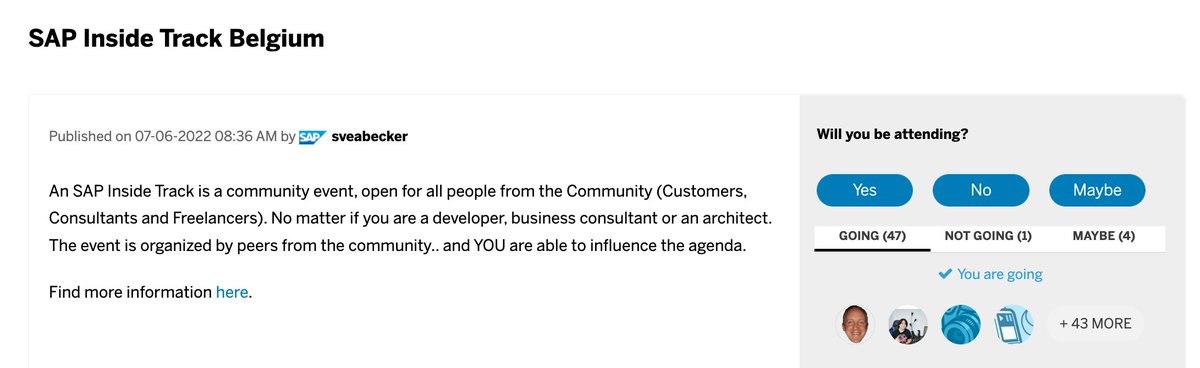 SAP Inside Track Belgium
Published on 07-06-2022 08:36 AM by SAP sveabecker
An SAP Inside Track is a community event, open for all people from the Community (Customers,
Consultants and Freelancers). No matter if you are a developer, business consultant or an architect.
The event is organized by peers from the community.. and YOU are able to influence the agenda.
Find more information here.
Will you be attending?
Yes No Maybe
GOING (47) NOT GOING (1) MAYBE (4)
You are going
+ 43 MORE